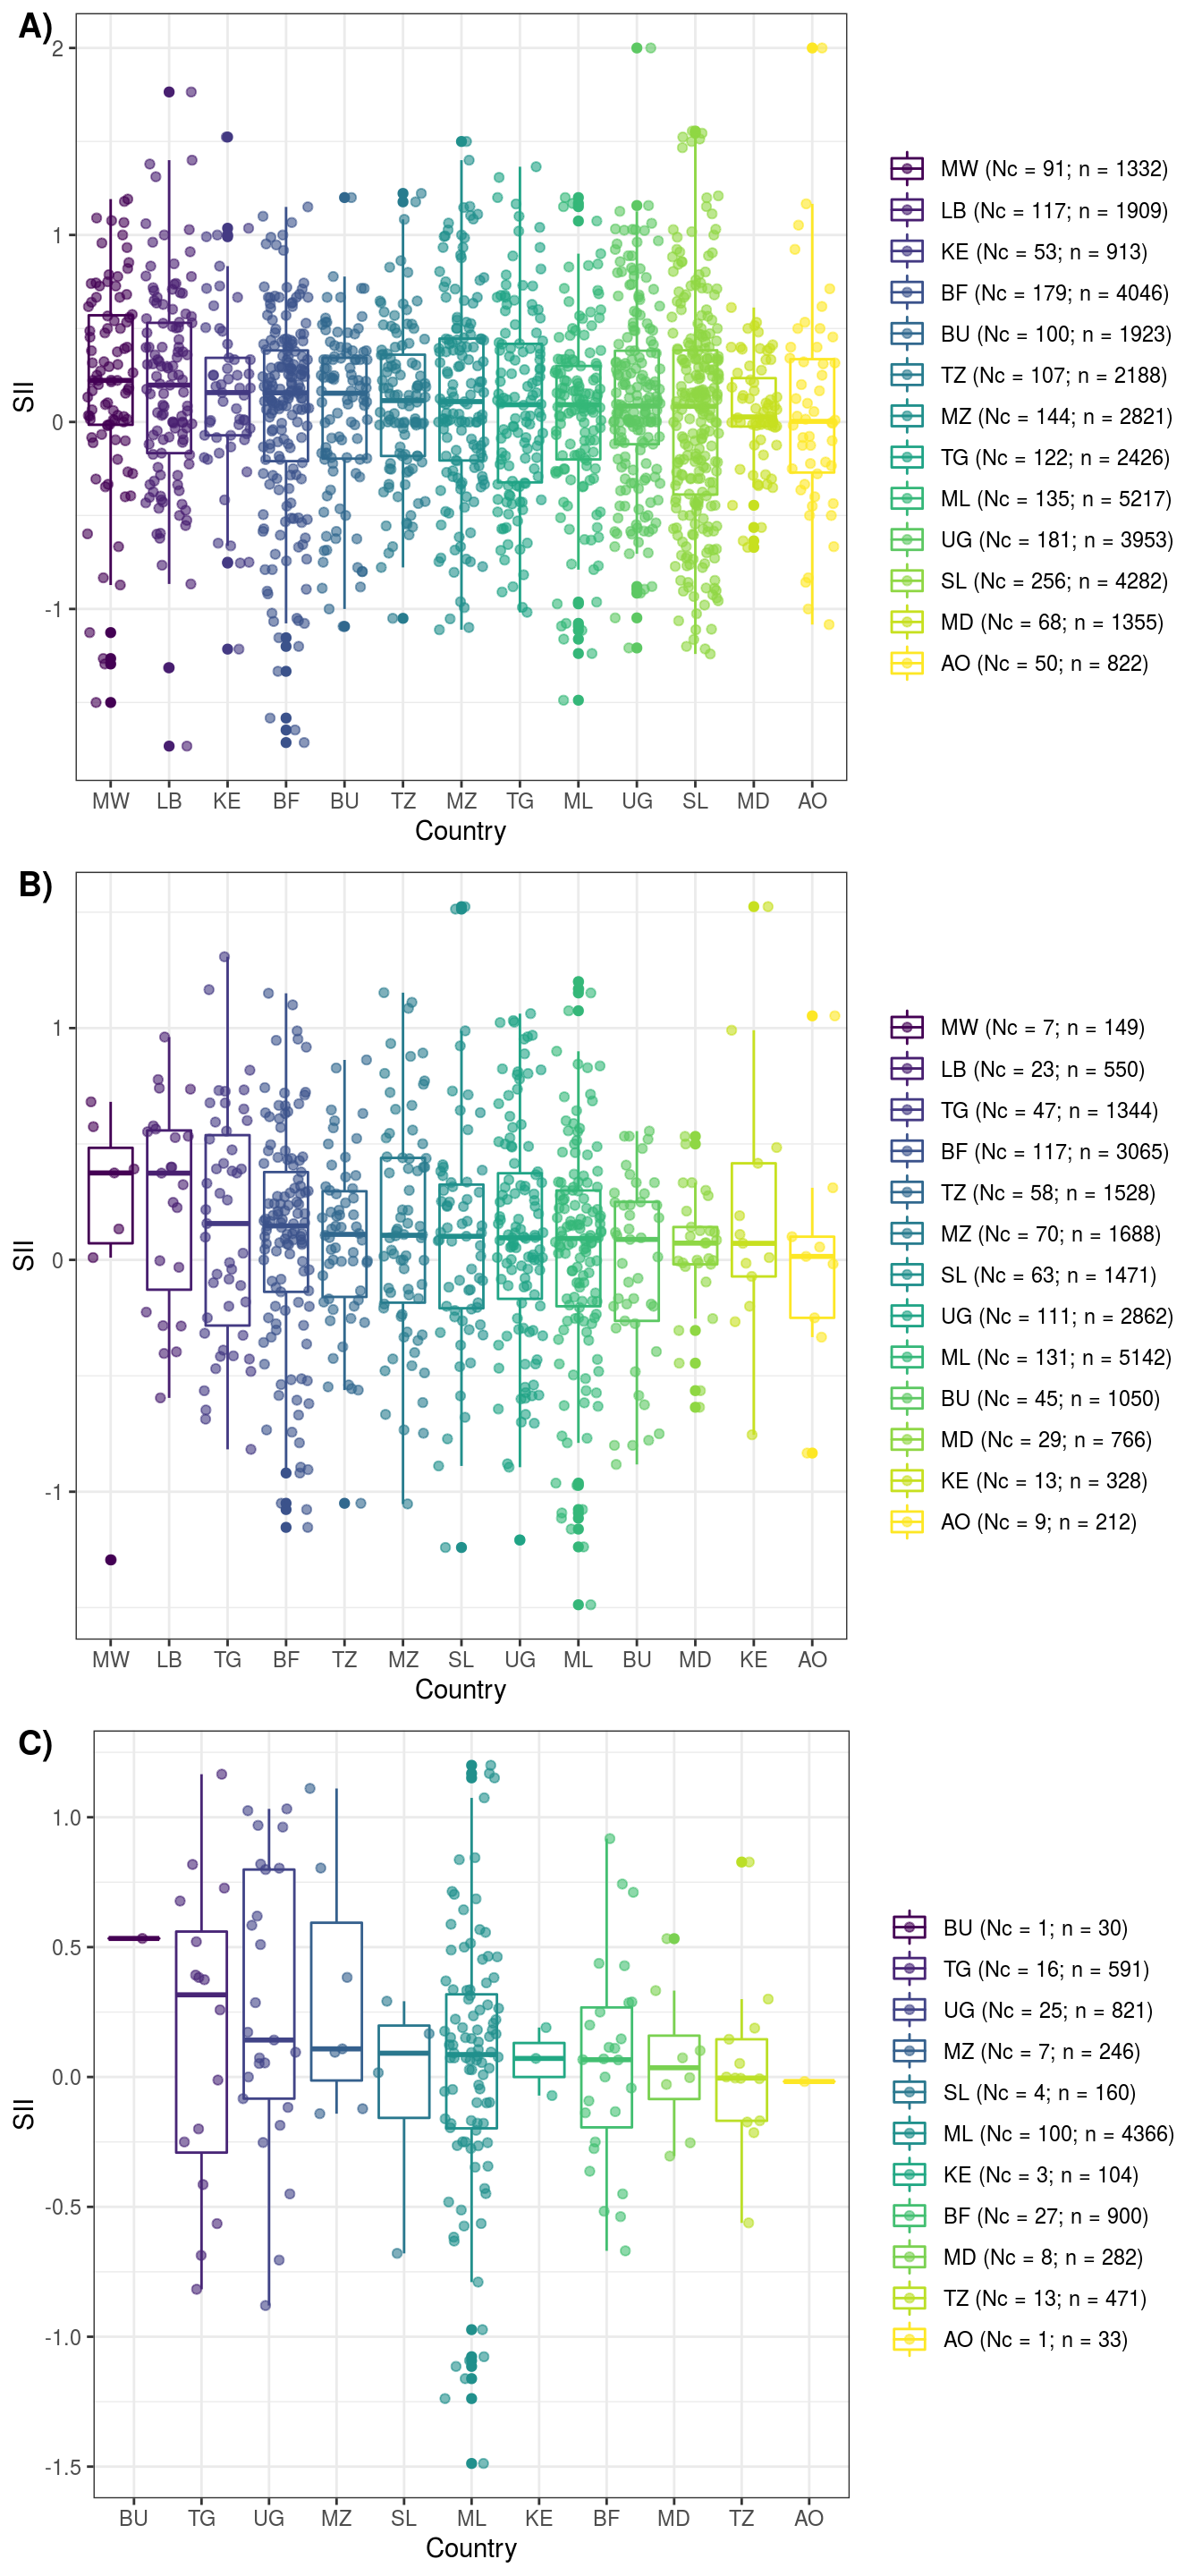 A)
2
1
0
-1
SII
MW LB KE BF BU TZ MZ TG ML UG SL MD AO
Country
MW (Nc = 91; n = 1332)
LB (Nc = 117; n = 1909)
KE (Nc = 53; n = 913)
BF (Nc = 179; n = 4046)
BU (Nc = 100; n = 1923)
TZ (Nc = 107; n = 2188)
MZ (Nc = 144; n = 2821)
TG (Nc = 122; n = 2426)
ML (Nc = 135; n = 5217)
UG (Nc = 181; n = 3953)
SL (Nc = 256; n = 4282)
MD (Nc = 68; n = 1355)
AO (Nc = 50; n = 822)
B)
1
0
-1
SII
MW LB TG BF TZ MZ SL UG ML BU MD KE AO
Country
MW (Nc = 7; n = 149)
LB (Nc = 23; n = 550)
TG (Nc = 47; n = 1344)
BF (Nc = 117; n = 3065)
TZ (Nc = 58; n = 1528)
MZ (Nc = 70; n = 1688)
SL (Nc = 63; n = 1471)
UG (Nc = 111; n = 2862)
ML (Nc = 131; n = 5142)
BU (Nc = 45; n = 1050)
MD (Nc = 29; n = 766)
KE (Nc = 13; n = 328)
AO (Nc = 9; n = 212)
C)
1.0
0.5
0.0
-0.5
-1.0
-1.5
SII
BU TG UG MZ SL ML KE BF MD TZ AO
Country
BU (Nc = 1; n = 30)
TG (Nc = 16; n = 591)
UG (Nc = 25; n = 821)
MZ (Nc = 7; n = 246)
SL (Nc = 4; n = 160)
ML (Nc = 100; n = 4366)
KE (Nc = 3; n = 104)
BF (Nc = 27; n = 900)
MD (Nc = 8; n = 282)
TZ (Nc = 13; n = 471)
AO (Nc = 1; n = 33)